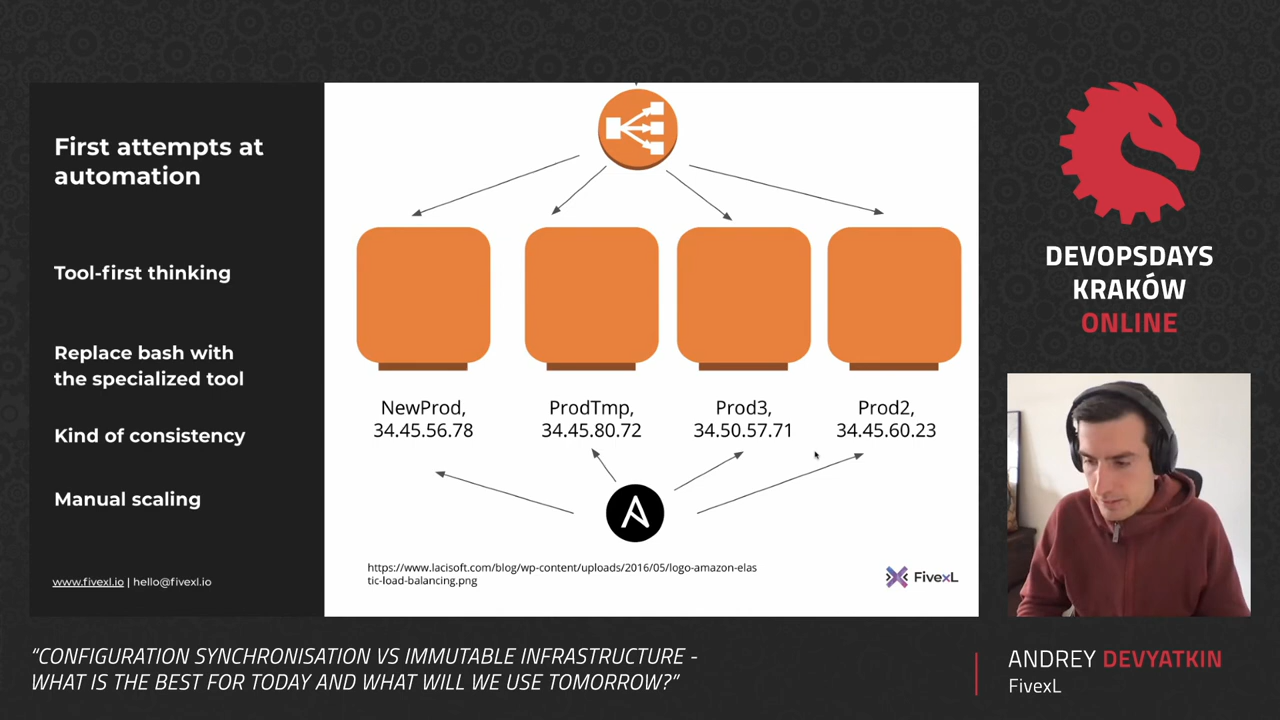 First attempts at
automation
Tool-first thinking
Replace bash with
the specialized tool
Kind of consistency
Manual scaling
www.fivexl.io | hello@fivexl.io
NewProd,
34.45.56.78
ProdTmp,
34.45.80.72
Prod3,
34.50.57.71
Prod2,
34.45.60.23
https://www.lacisoft.com/blog/wp-content/uploads/2016/05/logo-amazon-elas
tic-load-balancing.png
FivexL
DEVOPSDAYS
KRAKÓW
ONLINE
“CONFIGURATION SYNCHRONISATION VS IMMUTABLE INFRASTRUCTURE -
WHAT IS THE BEST FOR TODAY AND WHAT WILL WE USE TOMORROW?”
ANDREY DEVYATKIN
FivexL